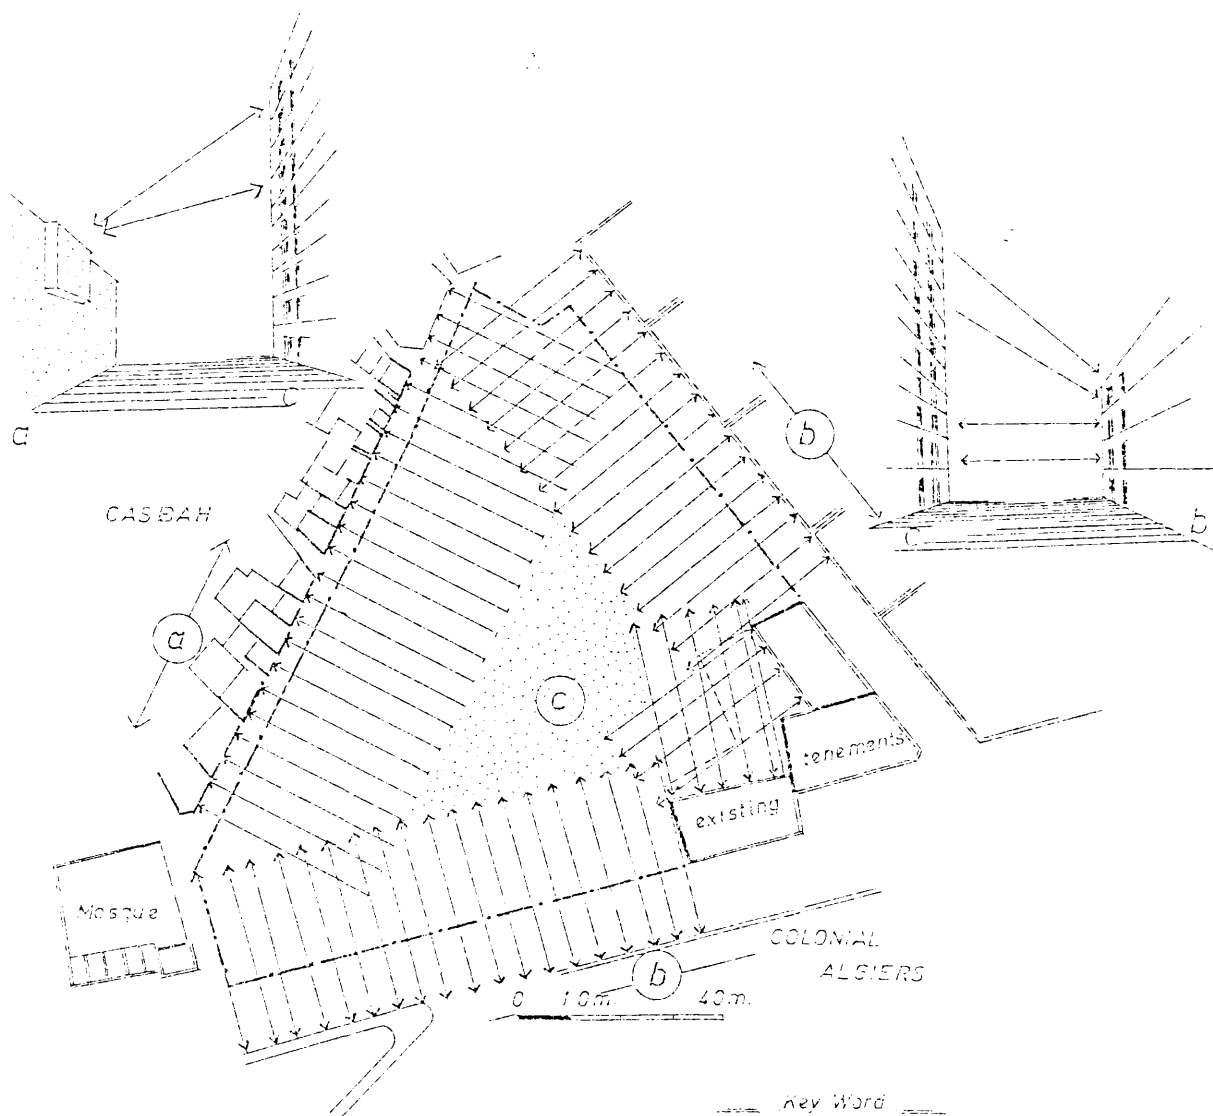 a
C
b
C
b
CASBAH
a
C
tenements
existing
Mosque
COLONIAL
ALGIERS
b
0 10m. 40m.
Key Word